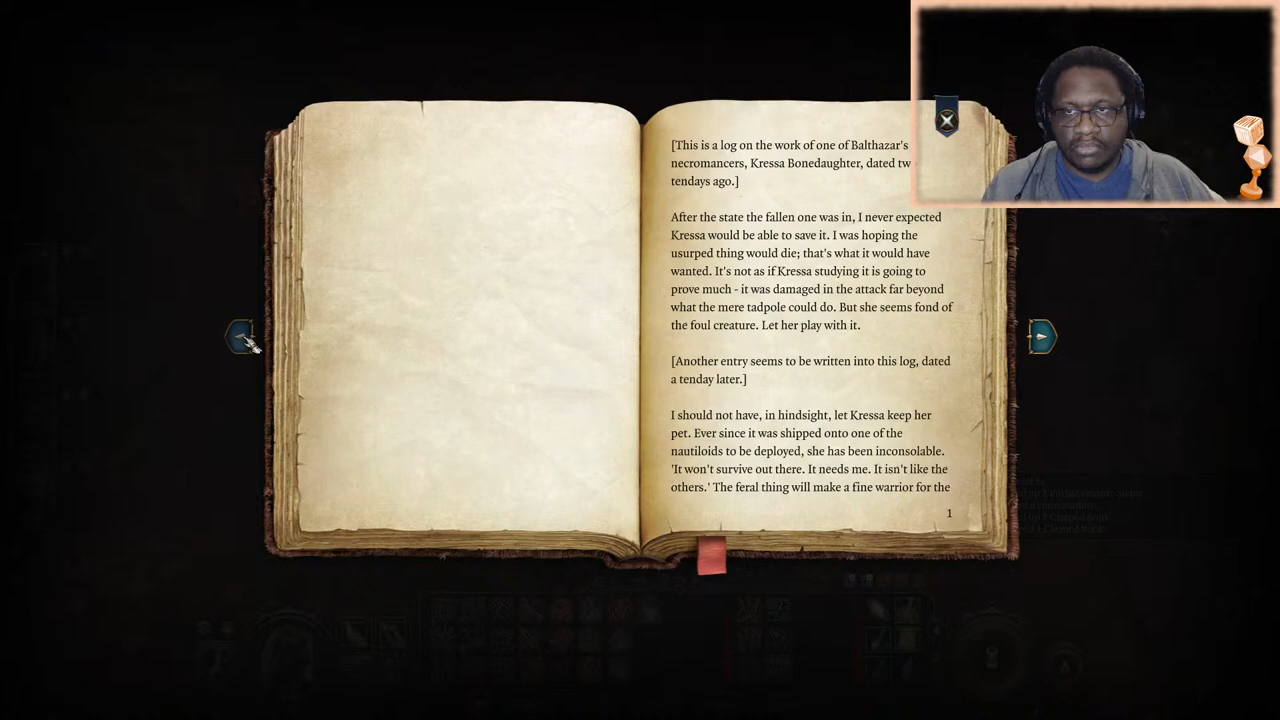 [This is a log on the work of one of Balthazar's
necromancers, Kressa Bonedaughter, dated
tendays ago.]
After the state the fallen one was in, I never expected
Kressa would be able to save it. I was hoping the
usurped thing would die; that's what it would have
wanted. It's not as if Kressa studying it is going to
prove much - it was damaged in the attack far beyond
what the mere tadpole could do. But she seems fond of
the foul creature. Let her play with it.
[Another entry seems to be written into this log, dated
a tenday later.]
I should not have, in hindsight, let Kressa keep her
pet. Ever since it was shipped onto one of the
nautiloids to be deployed, she has been inconsolable.
'It won't survive out there. It needs me. It isn't like the
others.' The feral thing will make a fine warrior for the
1